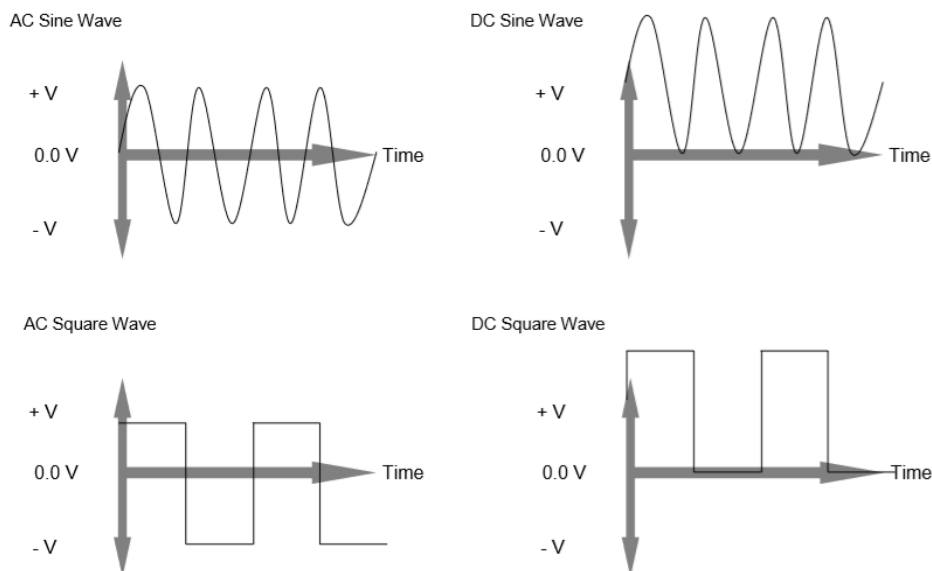 AC Sine Wave
+ V
0.0 V
Time
- V
DC Sine Wave
+ V
0.0 V
Time
- V
AC Square Wave
+ V
0.0 V
Time
- V
DC Square Wave
+ V
0.0 V
Time
- V